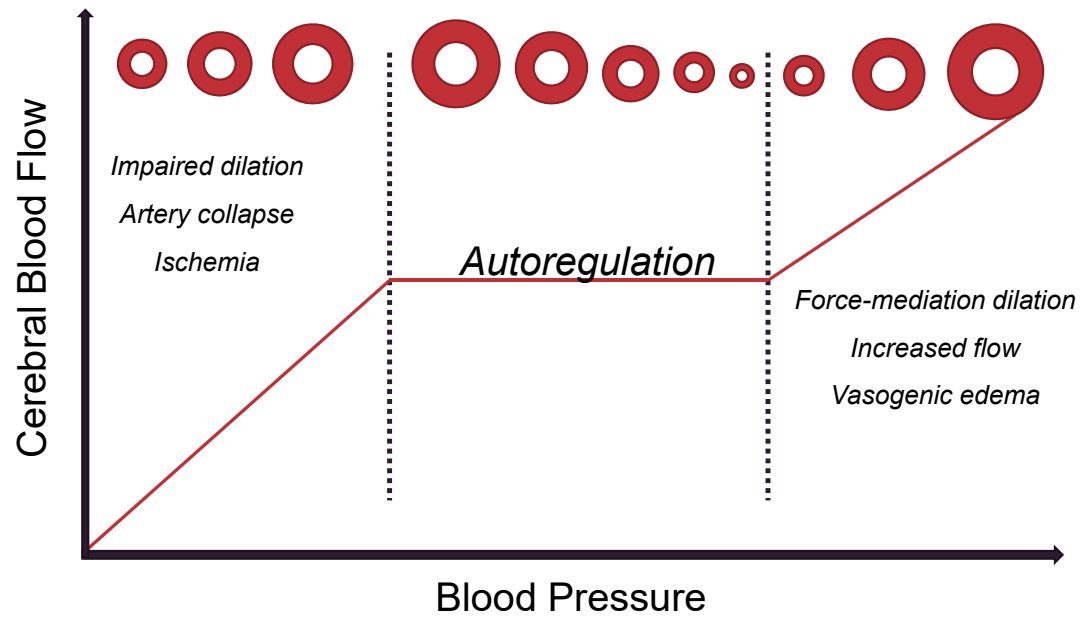 Cerebral Blood Flow
Impaired dilation
Artery collapse
Ischemia
Autoregulation
Force-mediation dilation
Increased flow
Vasogenic edema
Blood Pressure